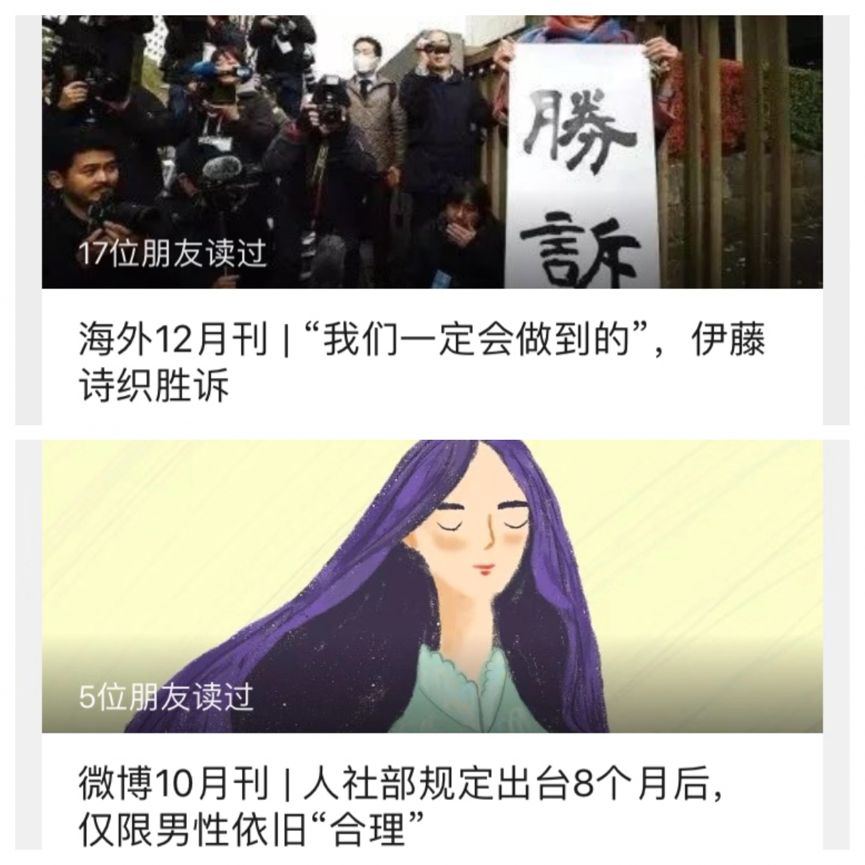 勝
訴
17位朋友读过
海外12月刊 | “我们一定会做到的”，伊藤
诗织胜诉
5位朋友读过
微博10月刊 | 人社部规定出台8个月后，
仅限男性依旧“合理”